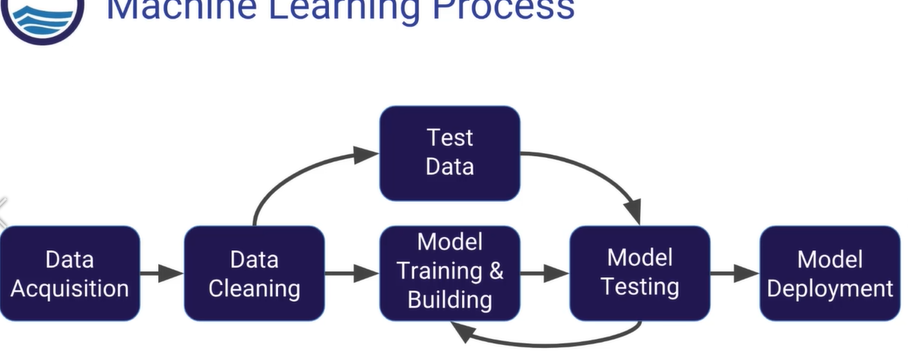 Machine Learning Process
Test
Data
Data
Acquisition
Data
Cleaning
Model
Training &
Building
Model
Testing
Model
Deployment